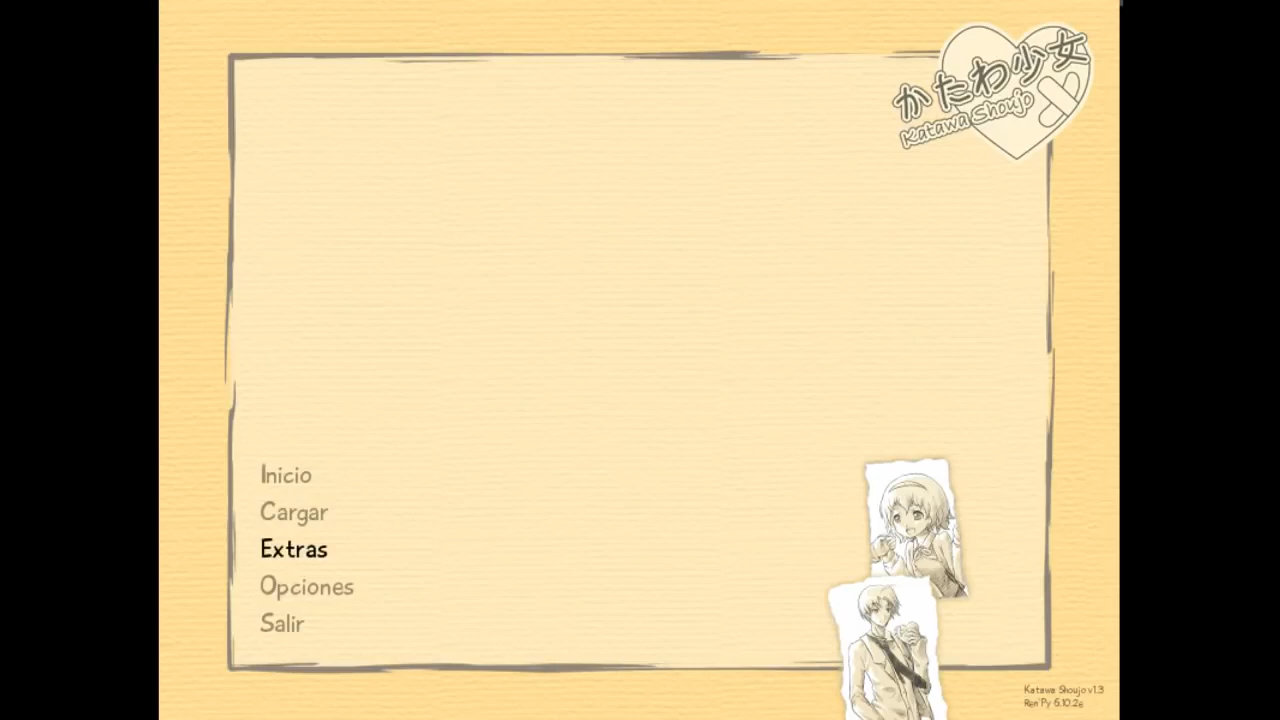 かたわ少女
Katawa Shoujo
Inicio
Cargar
Extras
Opciones
Salir
Katawa Shoujo v1.3
Ren'Py 6.10.2e